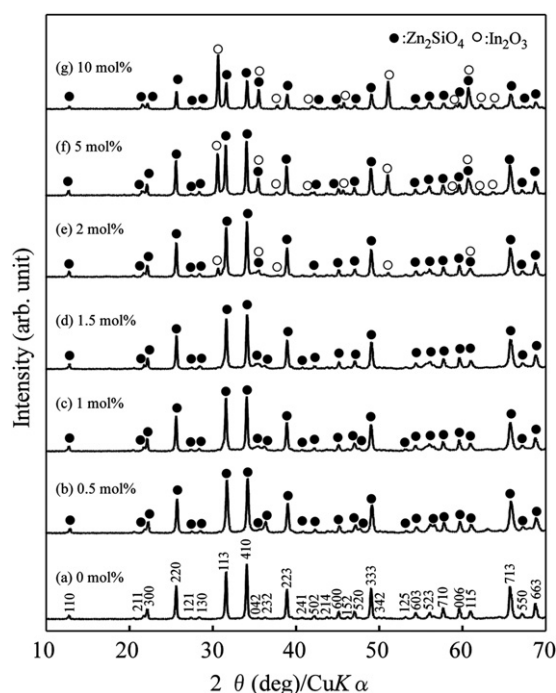 ●:Zn2SiO4 ○:In2O3
(g) 10 mol%
(f) 5 mol%
(e) 2 mol%
(d) 1.5 mol%
(c) 1 mol%
(b) 0.5 mol%
(a) 0 mol%
110
211
300
220
121
130
113
410
042
232
223
241
502
214
600
152
520
333
342
125
603
523
710
006
115
713
550
663
Intensity (arb. unit)
10 20 30 40 50 60 70
2 θ (deg)/CuK α